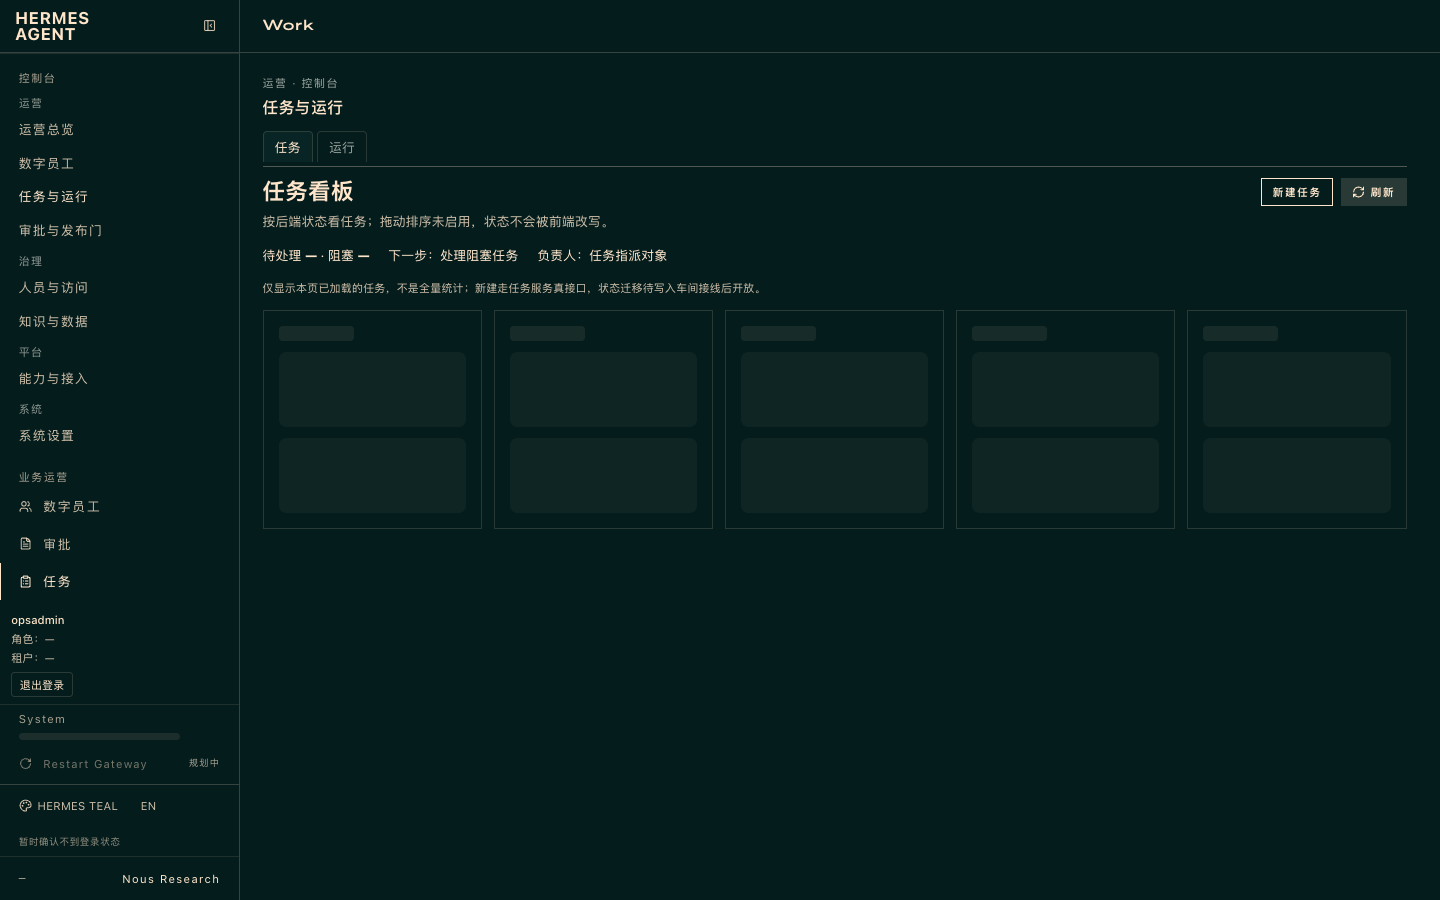 HERMES
AGENT
控制台
运营
运营总览
数字员工
任务与运行
审批与发布门
治理
人员与访问
知识与数据
平台
能力与接入
系统
系统设置
业务运营
数字员工
审批
任务
opsadmin
角色：—
租户：—
退出登录
System
Restart Gateway 规划中
HERMES TEAL EN
暂时确认不到登录状态
— Nous Research
Work
运营 · 控制台
任务与运行
任务 运行
任务看板
新建任务 刷新
按后端状态看任务；拖动排序未启用，状态不会被前端改写。
待处理 — · 阻塞 — 下一步：处理阻塞任务 负责人：任务指派对象
仅显示本页已加载的任务，不是全量统计；新建走任务服务真接口，状态迁移待写入车间接线后开放。